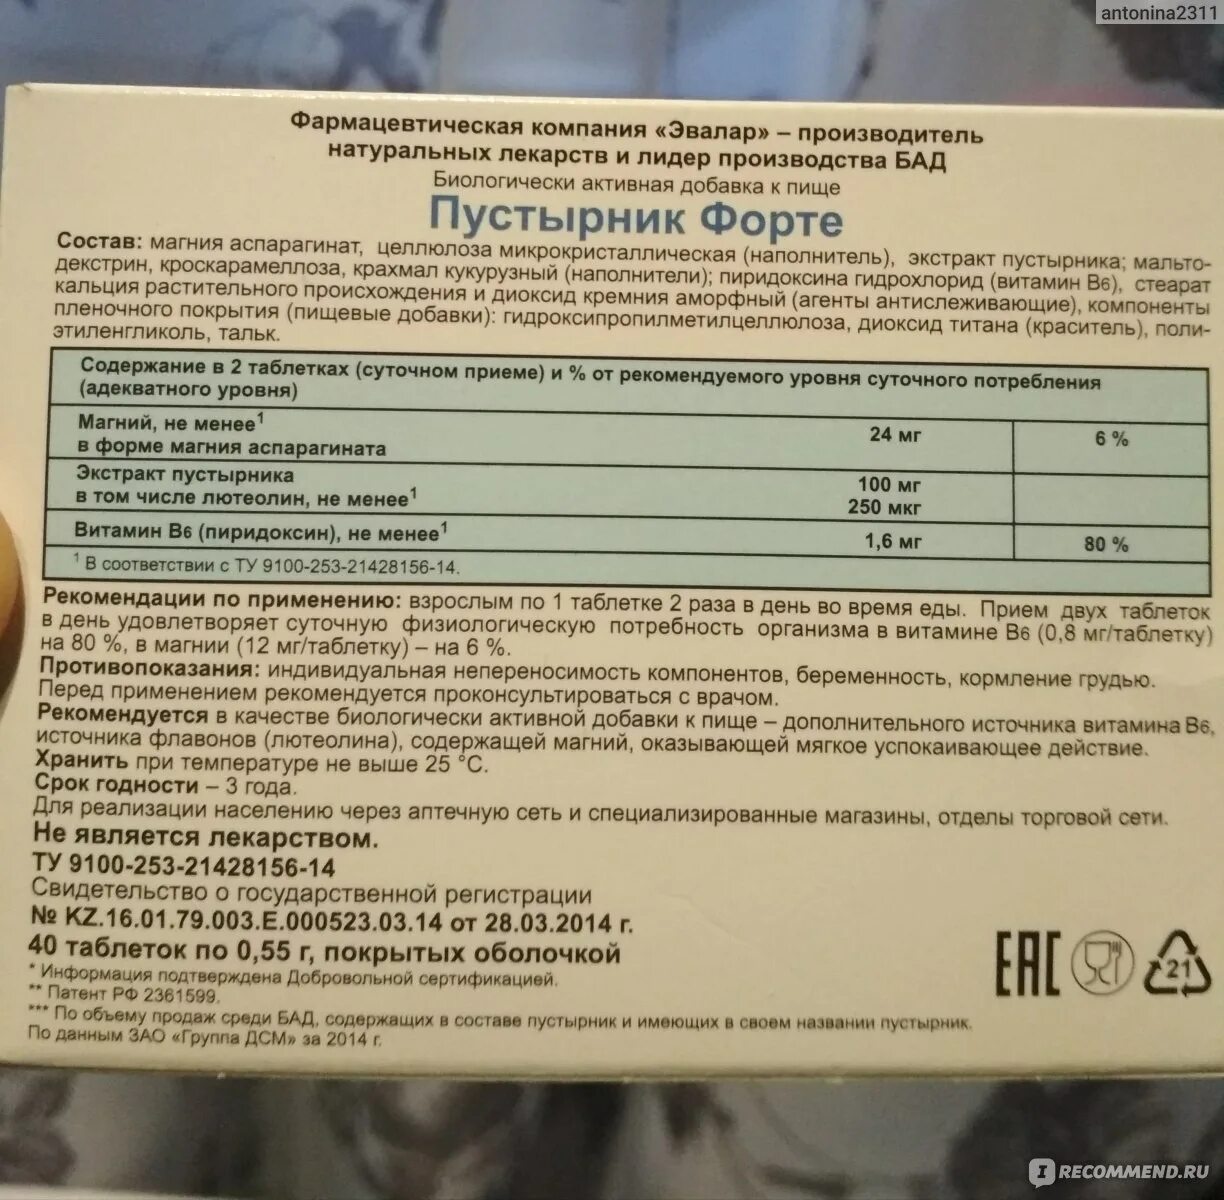 antonina2311
Фармацевтическая компания «Эвалар» – производитель
натуральных лекарств и лидер производства БАД
Биологически активная добавка к пище
Пустырник Форте
Состав: магния аспарагинат, целлюлоза микрокристаллическая (наполнитель), экстракт пустырника; мальто-
декстрин, кроскарамеллоза, крахмал кукурузный (наполнители); пиридоксина гидрохлорид (витамин В6), стеарат
кальция растительного происхождения и диоксид кремния аморфный (агенты антислеживающие), компоненты
пленочного покрытия (пищевые добавки): гидроксипропилметилцеллюлоза, диоксид титана (краситель), поли-
этиленгликоль, тальк.
Содержание в 2 таблетках (суточном приеме) и % от рекомендуемого уровня суточного потребления
(адекватного уровня)
Магний, не менее¹
в форме магния аспарагината 24 мг 6 %
Экстракт пустырника 100 мг
в том числе лютеолин, не менее¹ 250 мкг
Витамин В6 (пиридоксин), не менее¹ 1,6 мг 80 %
¹ В соответствии с ТУ 9100-253-21428156-14.
Рекомендации по применению: взрослым по 1 таблетке 2 раза в день во время еды. Прием двух таблеток
в день удовлетворяет суточную физиологическую потребность организма в витамине В6 (0,8 мг/таблетку)
на 80 %, в магнии (12 мг/таблетку) – на 6 %.
Противопоказания: индивидуальная непереносимость компонентов, беременность, кормление грудью.
Перед применением рекомендуется проконсультироваться с врачом.
Рекомендуется в качестве биологически активной добавки к пище – дополнительного источника витамина В6,
источника флавонов (лютеолина), содержащей магний, оказывающей мягкое успокаивающее действие.
Хранить при температуре не выше 25 °С.
Срок годности – 3 года.
Для реализации населению через аптечную сеть и специализированные магазины, отделы торговой сети.
Не является лекарством.
ТУ 9100-253-21428156-14
Свидетельство о государственной регистрации
№ KZ.16.01.79.003.E.000523.03.14 от 28.03.2014 г.
40 таблеток по 0,55 г, покрытых оболочкой
* Информация подтверждена Добровольной сертификацией.
** Патент РФ 2361599.
*** По объему продаж среди БАД, содержащих в составе пустырник и имеющих в своем названии пустырник.
По данным ЗАО «Группа ДСМ» за 2014 г.
EAC
21
IRECOMMEND.RU